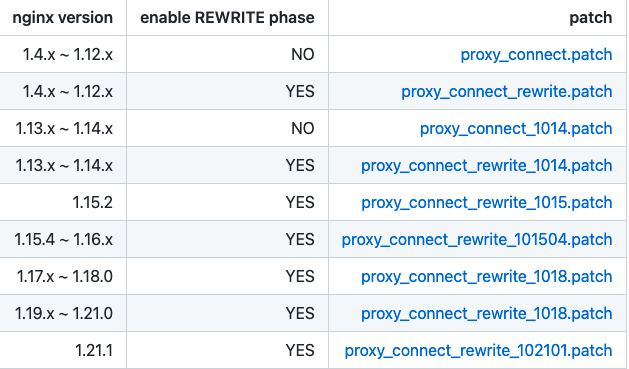 nginx version enable REWRITE phase patch
1.4.x ~ 1.12.x NO proxy_connect.patch
1.4.x ~ 1.12.x YES proxy_connect_rewrite.patch
1.13.x ~ 1.14.x NO proxy_connect_1014.patch
1.13.x ~ 1.14.x YES proxy_connect_rewrite_1014.patch
1.15.2 YES proxy_connect_rewrite_1015.patch
1.15.4 ~ 1.16.x YES proxy_connect_rewrite_101504.patch
1.17.x ~ 1.18.0 YES proxy_connect_rewrite_1018.patch
1.19.x ~ 1.21.0 YES proxy_connect_rewrite_1018.patch
1.21.1 YES proxy_connect_rewrite_102101.patch